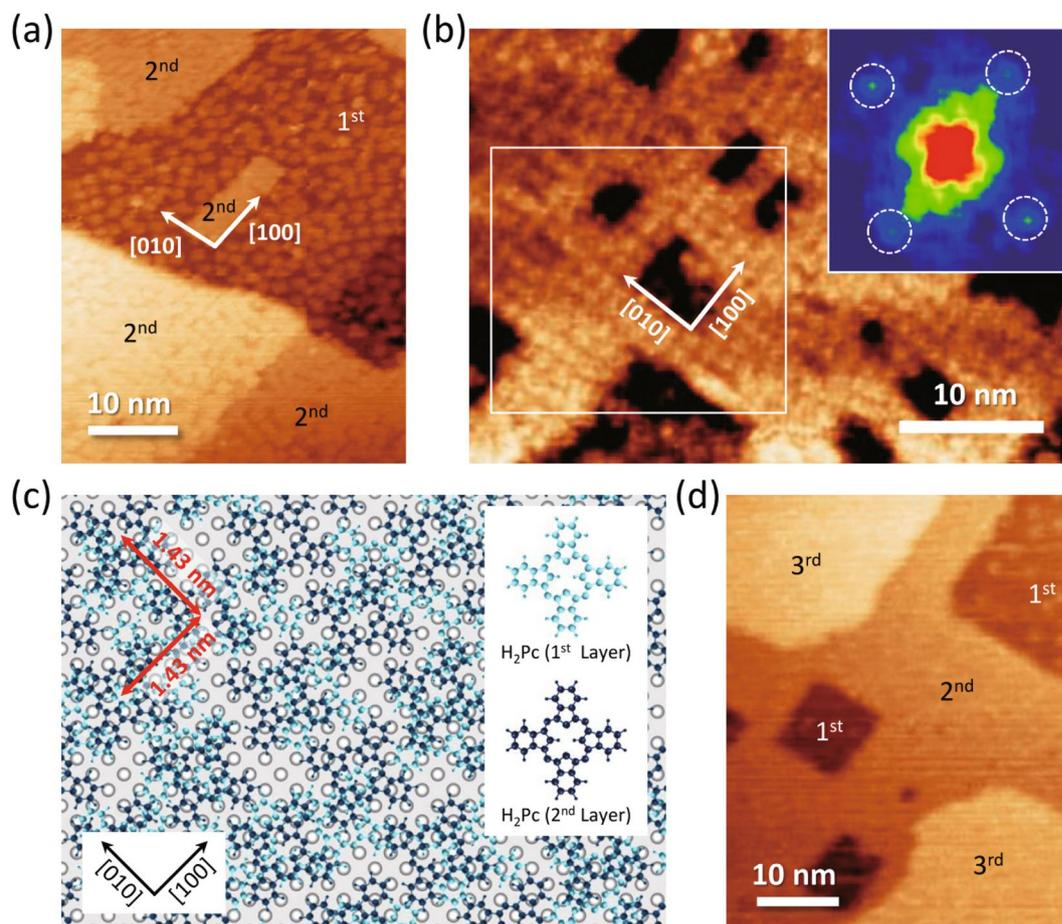 (a)
2nd
1st
2nd
[010]
[100]
2nd
2nd
10 nm
(b)
[010]
[100]
10 nm
(c)
1.43 nm
1.43 nm
H2Pc (1st Layer)
H2Pc (2nd Layer)
[010]
[100]
(d)
3rd
1st
2nd
1st
3rd
10 nm